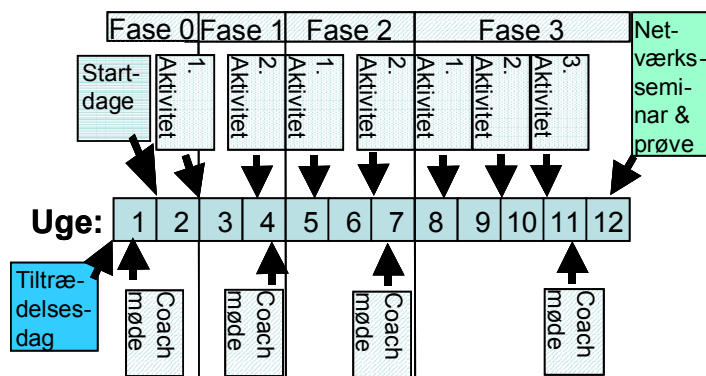 Fase 0 Fase 1 Fase 2 Fase 3
Net-
værks-
semi-
nar &
prøve
Start-
dage
1.
Aktivitet
2.
Aktivitet
1.
Aktivitet
2.
Aktivitet
1.
Aktivitet
2.
Aktivitet
3.
Aktivitet
Uge: 1 2 3 4 5 6 7 8 9 10 11 12
Tiltræ-
delses-
dag
Coach
møde
Coach
møde
Coach
møde
Coach
møde